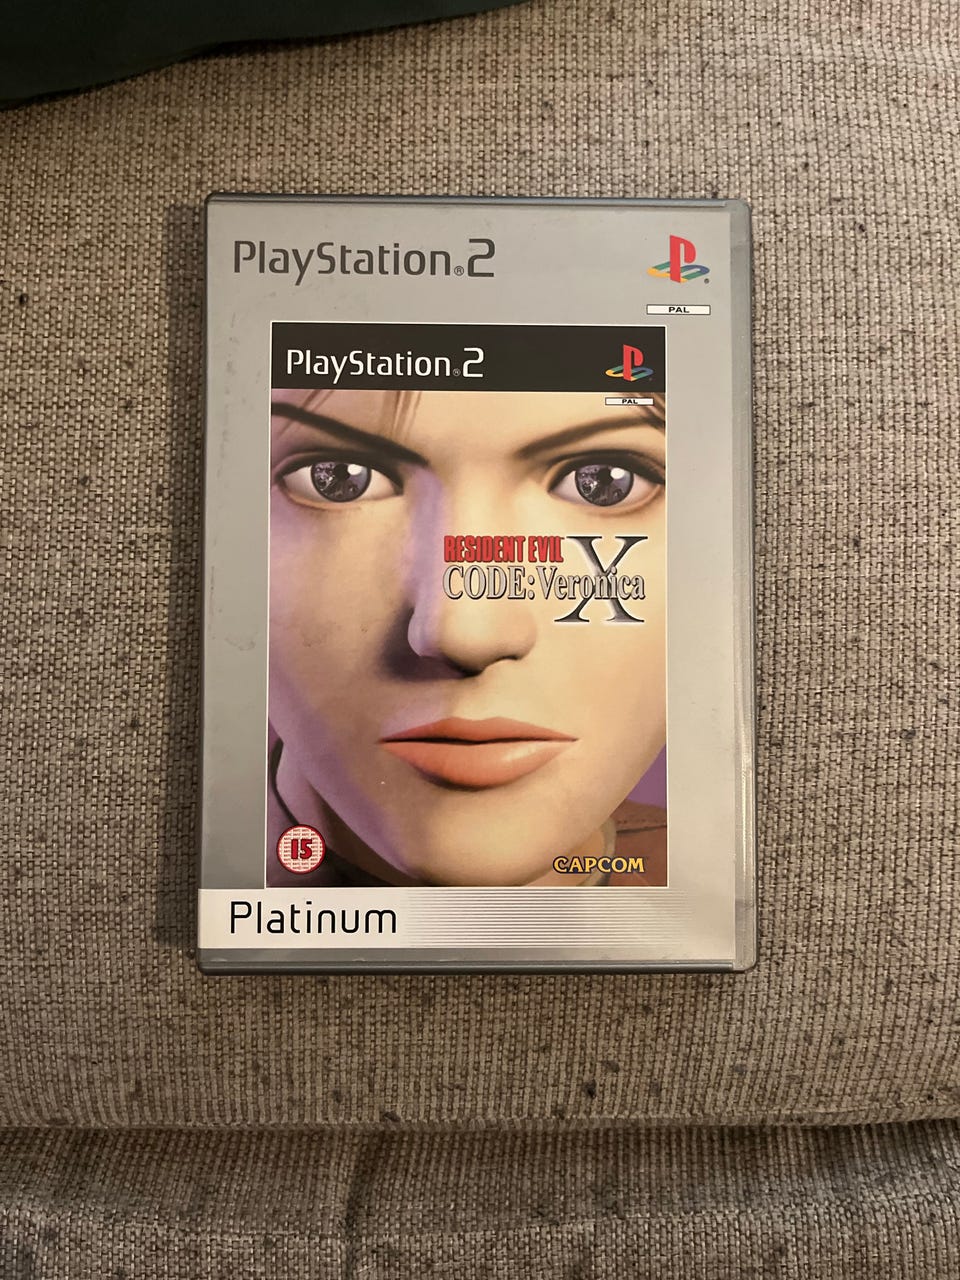 PlayStation®2
PAL
PlayStation®2
PAL
RESIDENT EVIL
CODE:Veronica X
15
CAPCOM
Platinum